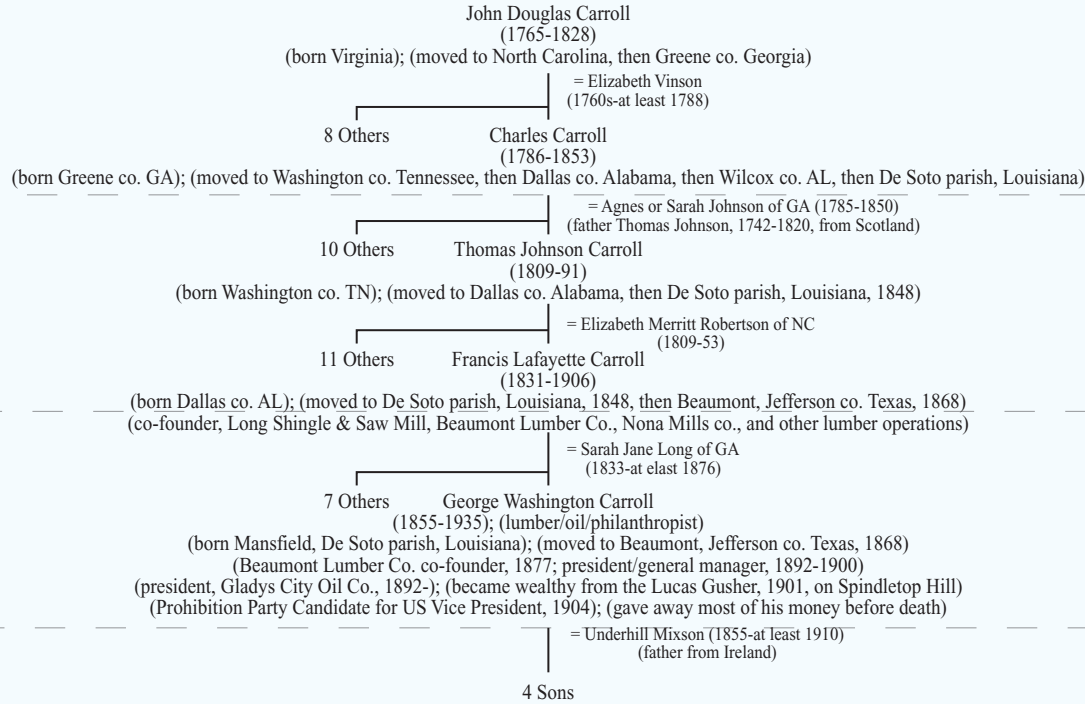 John Douglas Carroll
(1765-1828)
(born Virginia); (moved to North Carolina, then Greene co. Georgia)
= Elizabeth Vinson
(1760s-at least 1788)
8 Others
Charles Carroll
(1786-1853)
(born Greene co. GA); (moved to Washington co. Tennessee, then Dallas co. Alabama, then Wilcox co. AL, then De Soto parish, Louisiana)
= Agnes or Sarah Johnson of GA (1785-1850)
(father Thomas Johnson, 1742-1820, from Scotland)
10 Others
Thomas Johnson Carroll
(1809-91)
(born Washington co. TN); (moved to Dallas co. Alabama, then De Soto parish, Louisiana, 1848)
= Elizabeth Merritt Robertson of NC
(1809-53)
11 Others
Francis Lafayette Carroll
(1831-1906)
(born Dallas co. AL); (moved to De Soto parish, Louisiana, 1848, then Beaumont, Jefferson co. Texas, 1868)
(co-founder, Long Shingle & Saw Mill, Beaumont Lumber Co., Nona Mills co., and other lumber operations)
= Sarah Jane Long of GA
(1833-at elast 1876)
7 Others
George Washington Carroll
(1855-1935); (lumber/oil/philanthropist)
(born Mansfield, De Soto parish, Louisiana); (moved to Beaumont, Jefferson co. Texas, 1868)
(Beaumont Lumber Co. co-founder, 1877; president/general manager, 1892-1900)
(president, Gladys City Oil Co., 1892-); (became wealthy from the Lucas Gusher, 1901, on Spindletop Hill)
(Prohibition Party Candidate for US Vice President, 1904); (gave away most of his money before death)
= Underhill Mixson (1855-at least 1910)
(father from Ireland)
4 Sons